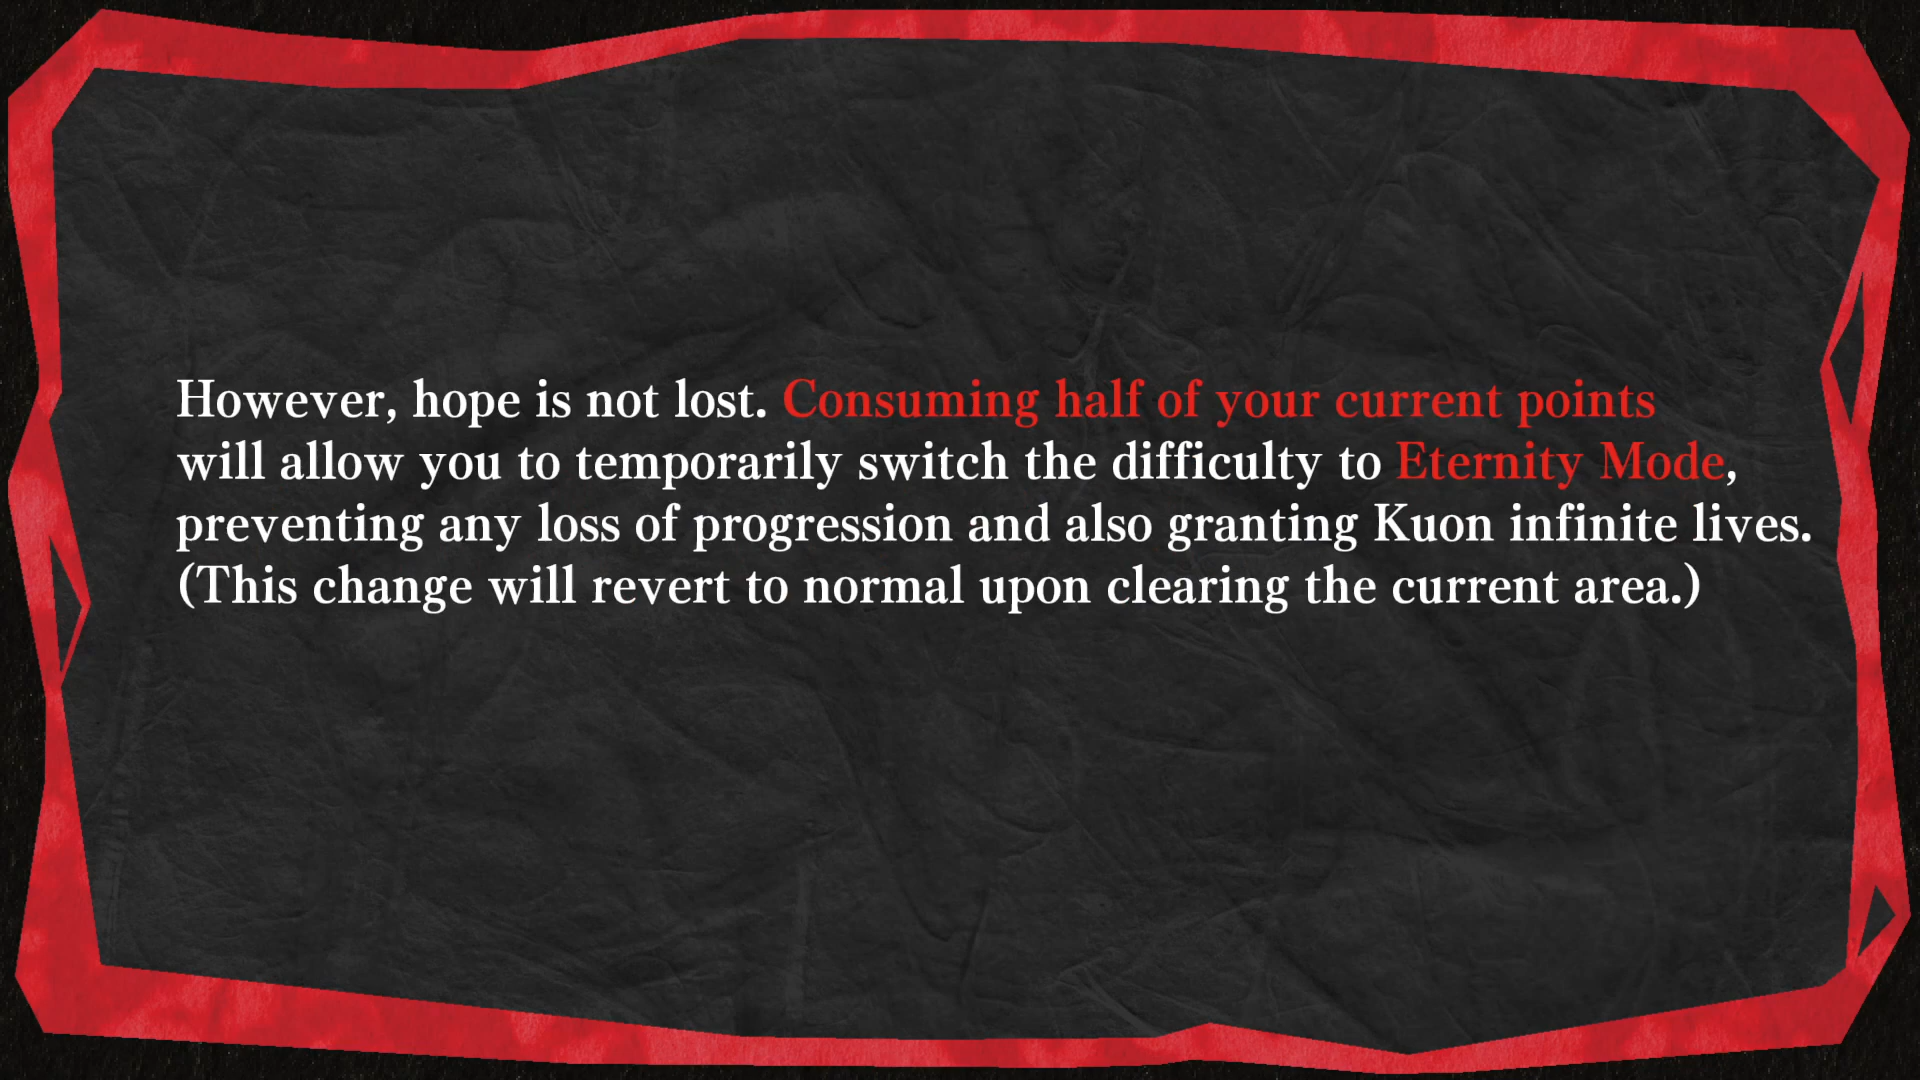 However, hope is not lost. Consuming half of your current points
will allow you to temporarily switch the difficulty to Eternity Mode,
preventing any loss of progression and also granting Kuon infinite lives.
(This change will revert to normal upon clearing the current area.)